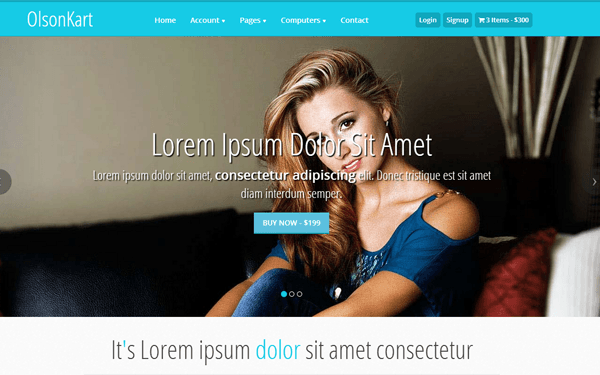 OlsonKart
Home Account Pages Computers Contact
Login Signup 3 Items - $300
Lorem Ipsum Dolor Sit Amet
Lorem ipsum dolor sit amet, consectetur adipiscing elit. Donec tristique est sit amet
diam interdum semper.
BUY NOW - $199
It's Lorem ipsum dolor sit amet consectetur